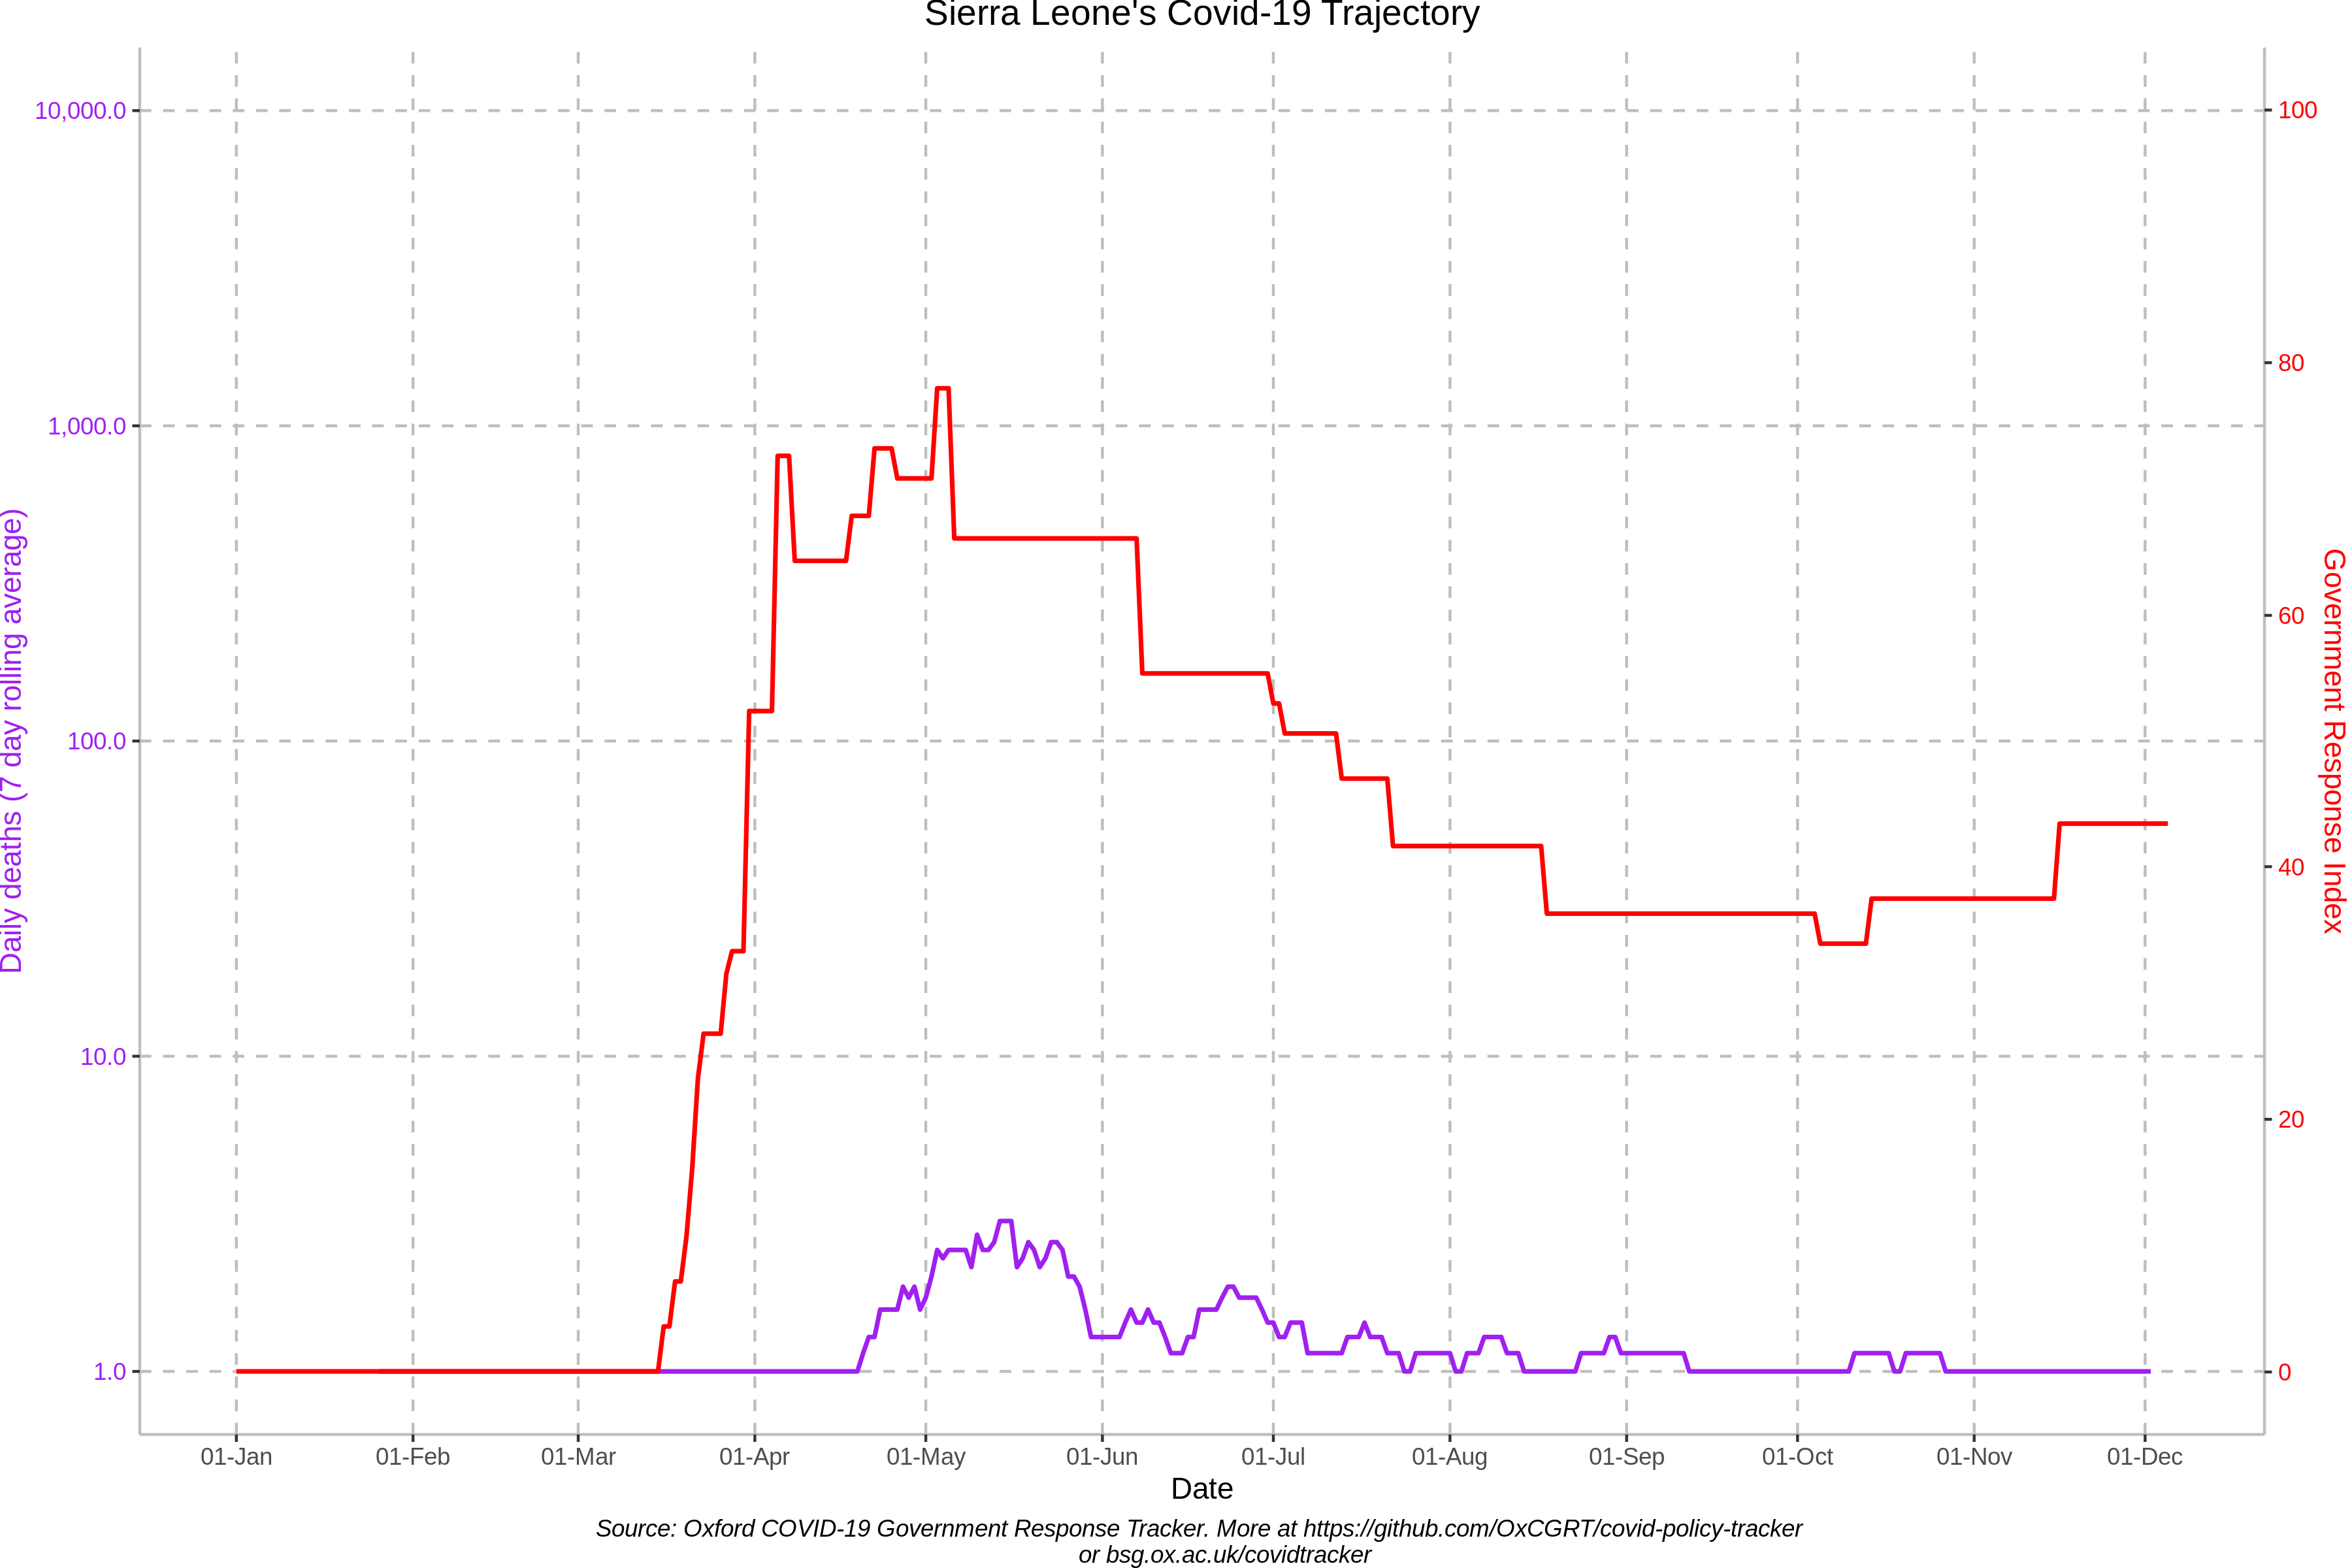 Sierra Leone's Covid-19 Trajectory
10,000.0
1,000.0
100.0
10.0
1.0
Daily deaths (7 day rolling average)
100
80
60
40
20
0
Government Response Index
01-Jan 01-Feb 01-Mar 01-Apr 01-May 01-Jun 01-Jul 01-Aug 01-Sep 01-Oct 01-Nov 01-Dec
Date
Source: Oxford COVID-19 Government Response Tracker. More at https://github.com/OxCGRT/covid-policy-tracker
or bsg.ox.ac.uk/covidtracker